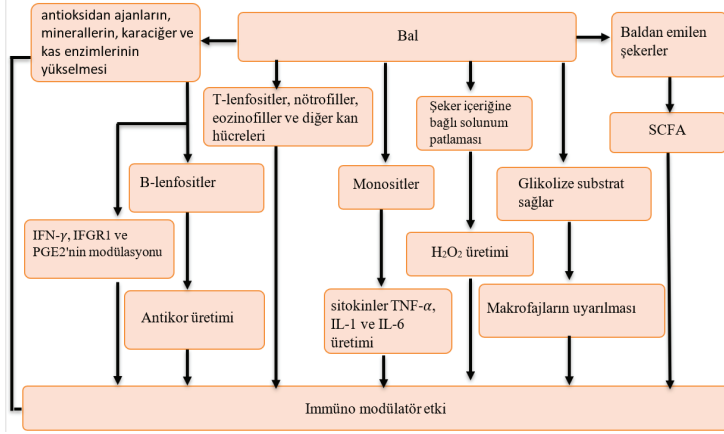 antioksidan ajanların,
minerallerin, karaciğer ve
kas enzimlerinin
yükselmesi
Bal
Baldan emilen
şekerler
T-lenfositler, nötrofiller,
eozinofiller ve diğer kan
hücreleri
Şeker içeriğine
bağlı solunum
patlaması
SCFA
B-lenfositler
Monositler
Glikolize substrat
sağlar
IFN-γ, IFGR1 ve
PGE2'nin modülasyonu
H₂O₂ üretimi
Antikor üretimi
sitokinler TNF-α,
IL-1 ve IL-6
üretimi
Makrofajların uyarılması
Immüno modülatör etki